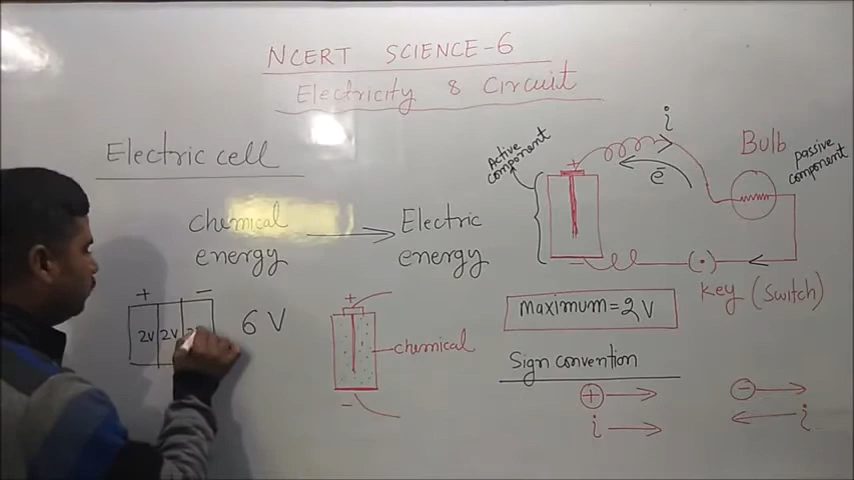 NCERT SCIENCE-6
Electricity & Circuit
Electric cell
chemical energy → Electric energy
+ −
2V 2V
6 V
+
chemical
−
Active component
+
−
i
e̅
Bulb
passive component
(•)
Key (Switch)
maximum = 2 V
Sign convention
⊕ →
i →
⊖ →
← i